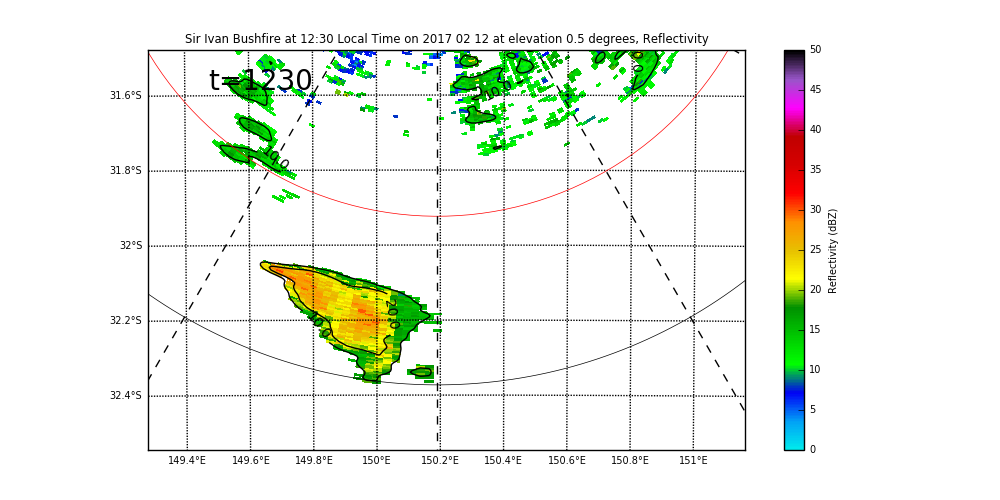 Sir Ivan Bushfire at 12:30 Local Time on 2017 02 12 at elevation 0.5 degrees, Reflectivity
t=1230
31.6°S
31.8°S
32°S
32.2°S
32.4°S
149.4°E 149.6°E 149.8°E 150°E 150.2°E 150.4°E 150.6°E 150.8°E 151°E
10.0
10.0
20.0
50
45
40
35
30
25
20
15
10
5
0
Reflectivity (dBZ)